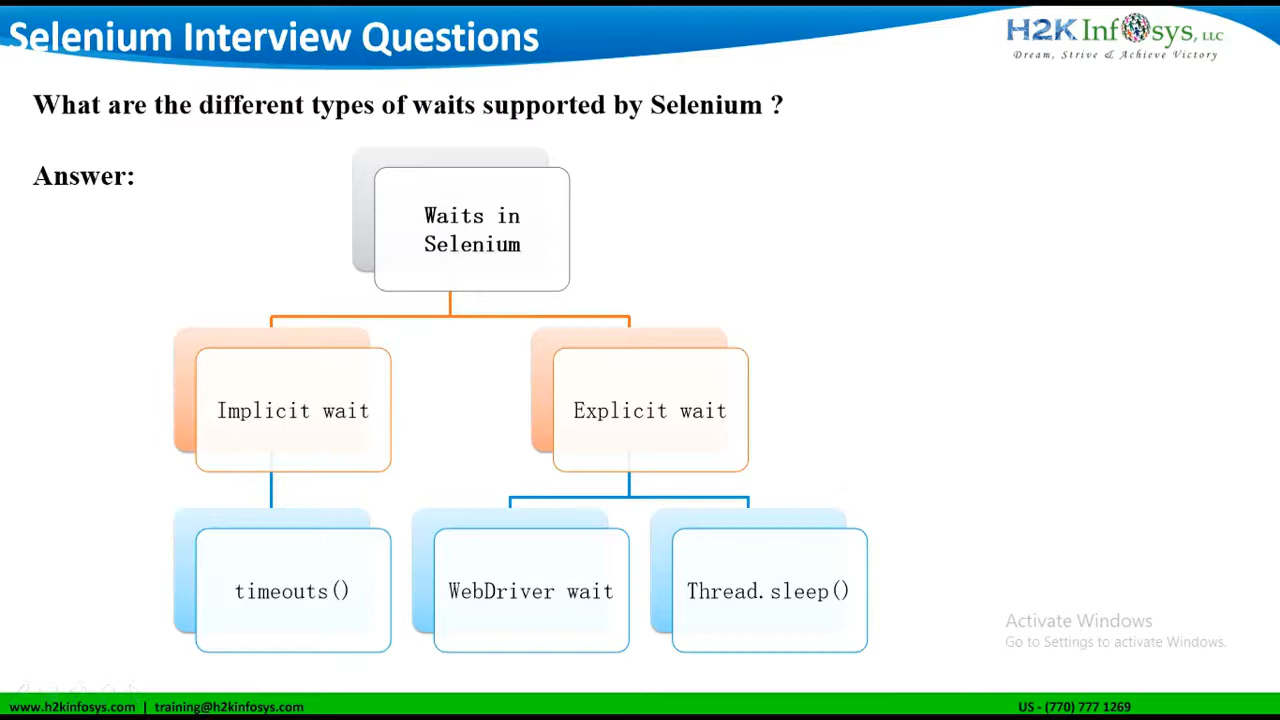 Selenium Interview Questions
H2K Infosys, LLC
Dream, Strive & Achieve Victory
What are the different types of waits supported by Selenium ?
Answer:
Waits in
Selenium
Implicit wait
Explicit wait
timeouts()
WebDriver wait
Thread.sleep()
Activate Windows
Go to Settings to activate Windows.
www.h2kinfosys.com | training@h2kinfosys.com
US - (770) 777 1269